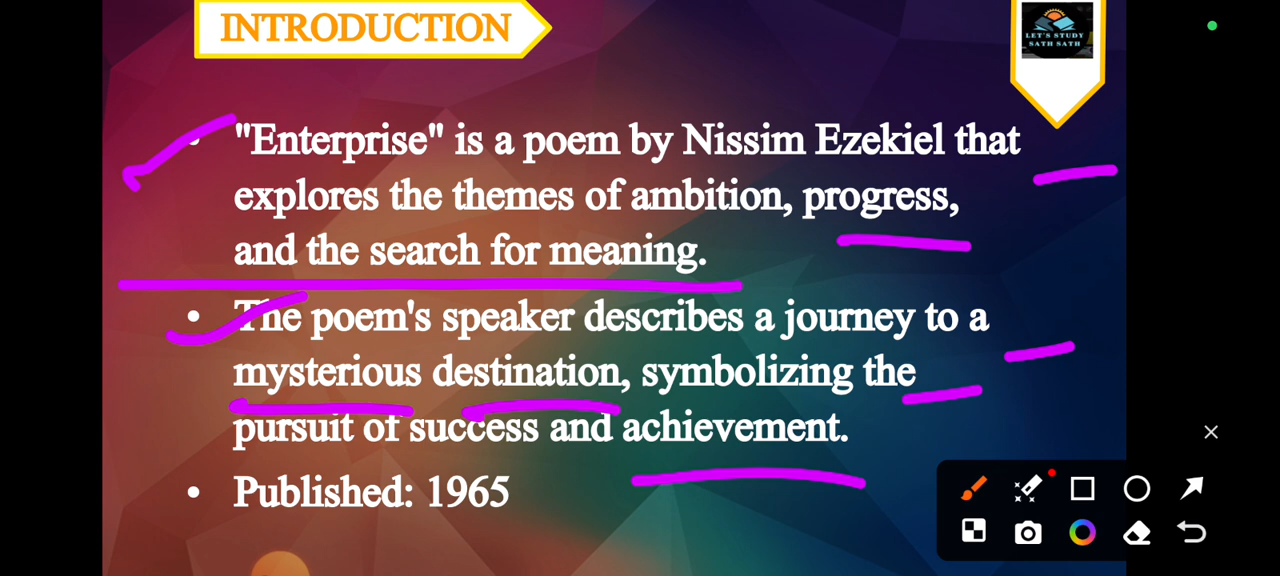 INTRODUCTION
LET'S STUDY
SATH SATH
• "Enterprise" is a poem by Nissim Ezekiel that
explores the themes of ambition, progress,
and the search for meaning.
• The poem's speaker describes a journey to a
mysterious destination, symbolizing the
pursuit of success and achievement.
• Published: 1965